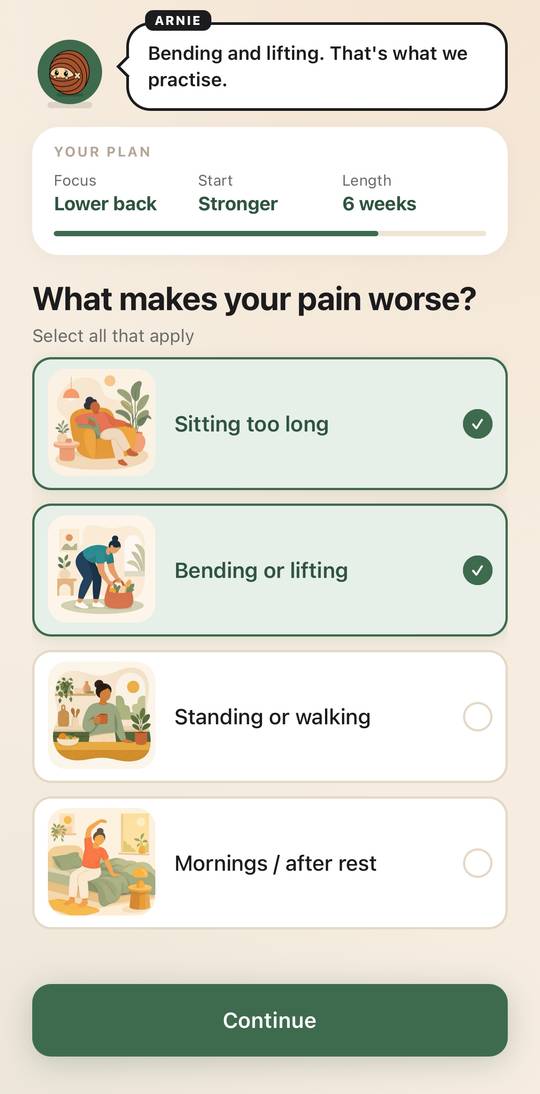 ARNIE
Bending and lifting. That's what we
practise.
YOUR PLAN
Focus
Lower back
Start
Stronger
Length
6 weeks
What makes your pain worse?
Select all that apply
Sitting too long
Bending or lifting
Standing or walking
Mornings / after rest
Continue